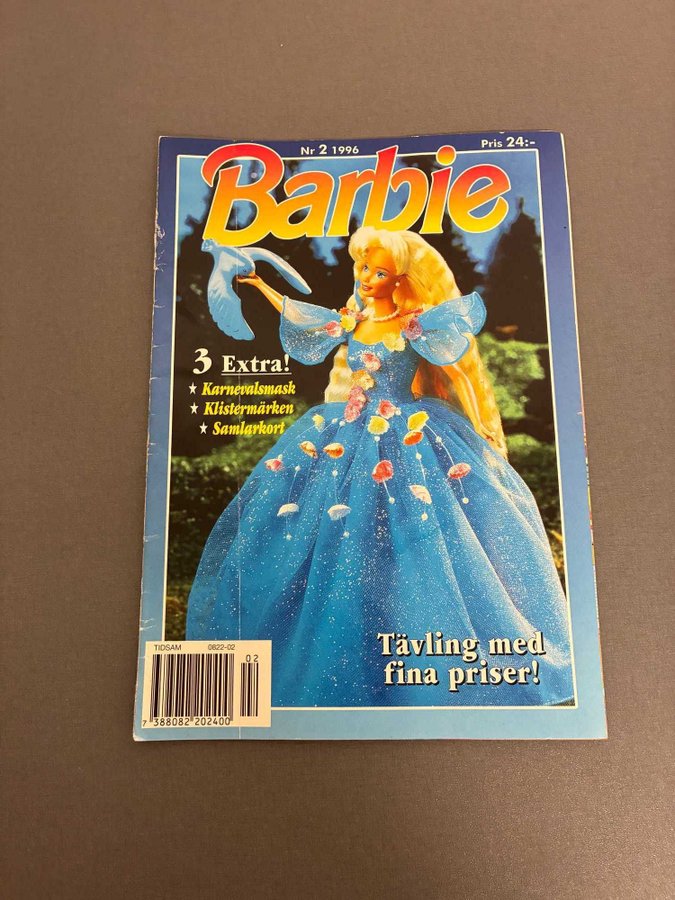 Nr 2 1996
Pris 24:-
Barbie
3 Extra!
★ Karnevalsmask
★ Klistermärken
★ Samlarkort
Tävling med
fina priser!
TIDSAM 0822-02
02
7 388082 202400